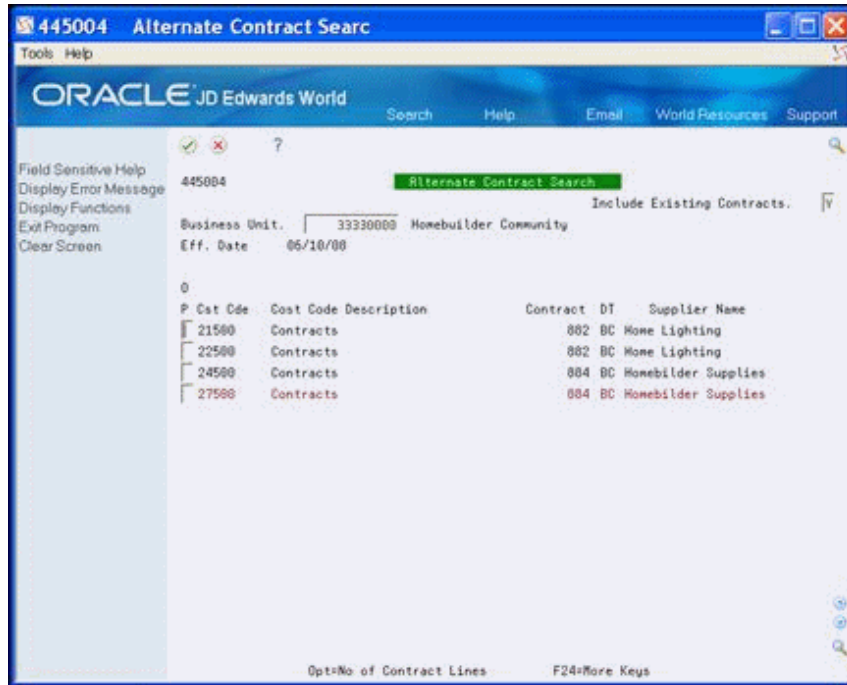 445004 Alternate Contract Searc
Tools Help
ORACLE JD Edwards World
Search Help Email World Resources Support
?
Field Sensitive Help
Display Error Message
Display Functions
Exit Program
Clear Screen
445004 Alternate Contract Search
Include Existing Contracts. Y
Business Unit. 33330000 Homebuilder Community
Eff. Date 06/10/08
O
P Cst Cde Cost Code Description Contract DT Supplier Name
21500 Contracts 882 BC Home Lighting
22500 Contracts 882 BC Home Lighting
24500 Contracts 884 BC Homebilder Supplies
27500 Contracts 884 BC Homebilder Supplies
Opt=No of Contract Lines F24=More Keys